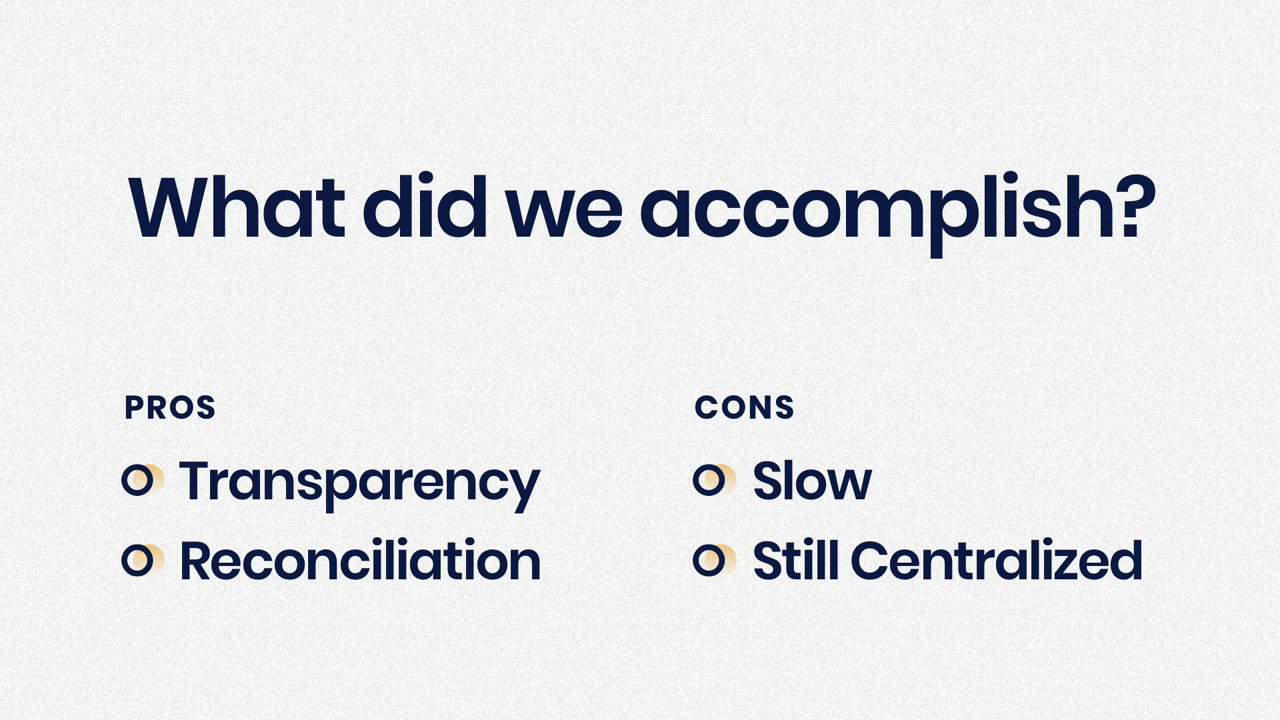 What did we accomplish?
PROS
Transparency
Reconciliation
CONS
Slow
Still Centralized